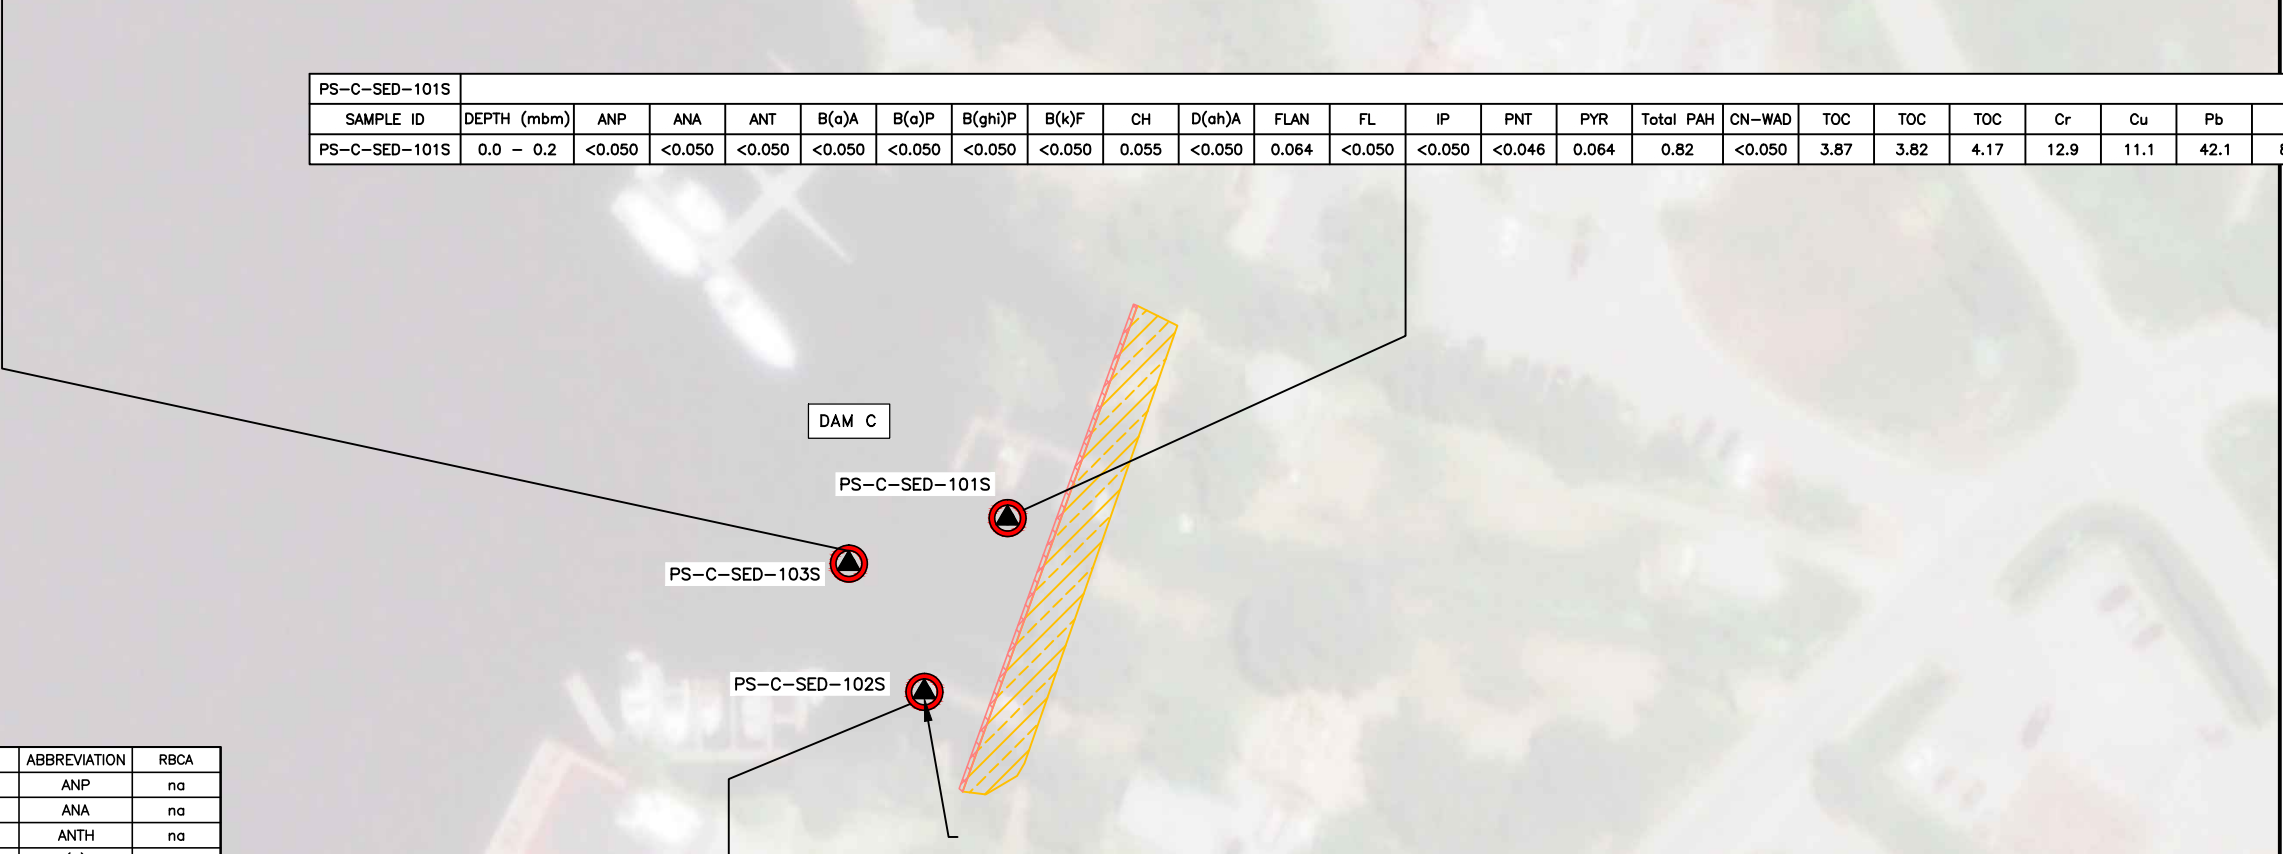 PS-C-SED-101S
SAMPLE ID DEPTH (mbm) ANP ANA ANT B(a)A B(a)P B(ghi)P B(k)F CH D(ah)A FLAN FL IP PNT PYR Total PAH CN-WAD TOC TOC TOC Cr Cu Pb
PS-C-SED-101S 0.0 - 0.2 <0.050 <0.050 <0.050 <0.050 <0.050 <0.050 <0.050 0.055 <0.050 0.064 <0.050 <0.050 <0.046 0.064 0.82 <0.050 3.87 3.82 4.17 12.9 11.1 42.1
DAM C
PS-C-SED-101S
PS-C-SED-103S
PS-C-SED-102S
ABBREVIATION RBCA
ANP na
ANA na
ANTH na